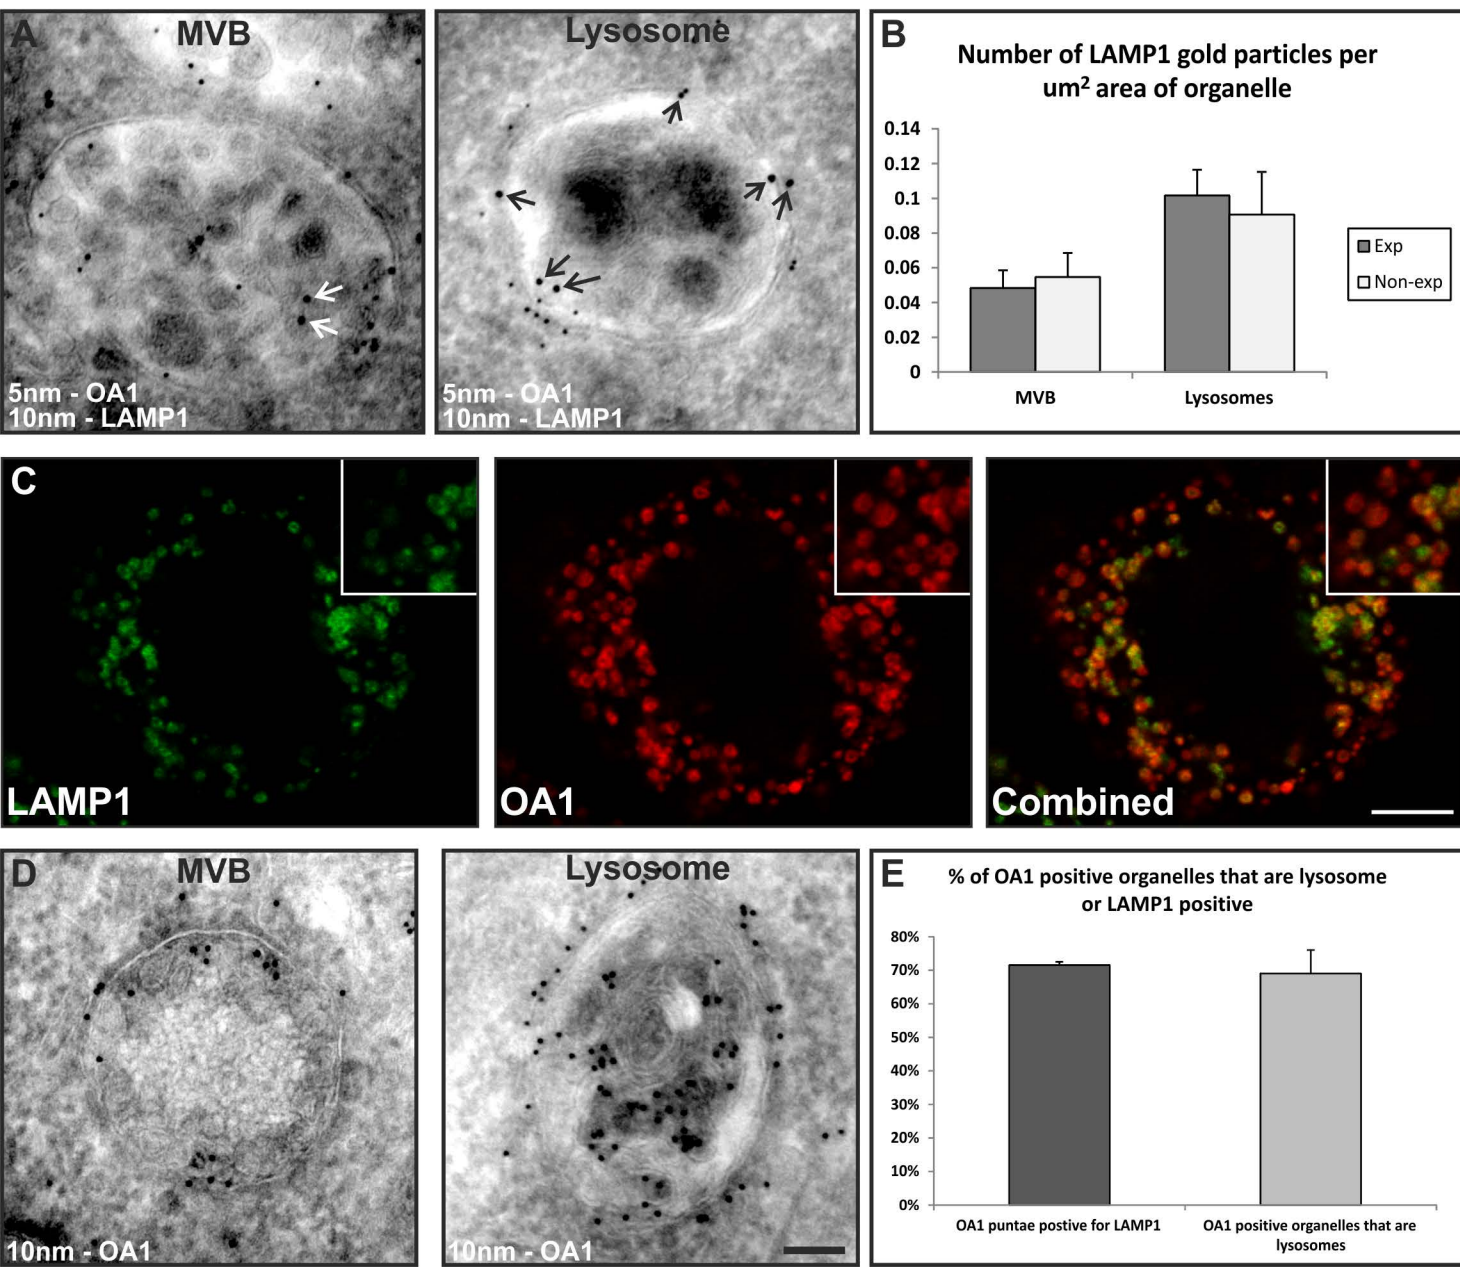 A
MVB
5nm - OA1
10nm - LAMP1
Lysosome
5nm - OA1
10nm - LAMP1
B
Number of LAMP1 gold particles per
um² area of organelle
0.14
0.12
0.1
0.08
0.06
0.04
0.02
0
MVB
Lysosomes
Exp
Non-exp
C
LAMP1
OA1
Combined
D
MVB
10nm - OA1
Lysosome
10nm - OA1
E
% of OA1 positive organelles that are lysosome
or LAMP1 positive
80%
70%
60%
50%
40%
30%
20%
10%
0%
OA1 puntae postive for LAMP1
OA1 positive organelles that are
lysosomes